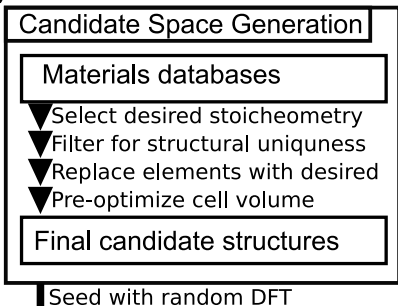 Candidate Space Generation
Materials databases
Select desired stoicheometry
Filter for structural uniquness
Replace elements with desired
Pre-optimize cell volume
Final candidate structures
Seed with random DFT